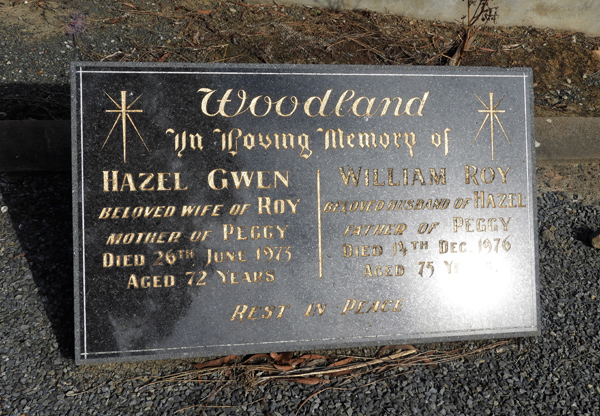 Woodland
In Loving Memory of
HAZEL GWEN
BELOVED WIFE OF ROY
MOTHER OF PEGGY
DIED 26TH JUNE 1975
AGED 72 YEARS
WILLIAM ROY
BELOVED HUSBAND OF HAZEL
FATHER OF PEGGY
DIED 14TH DEC. 1976
AGED 75
REST IN PEACE